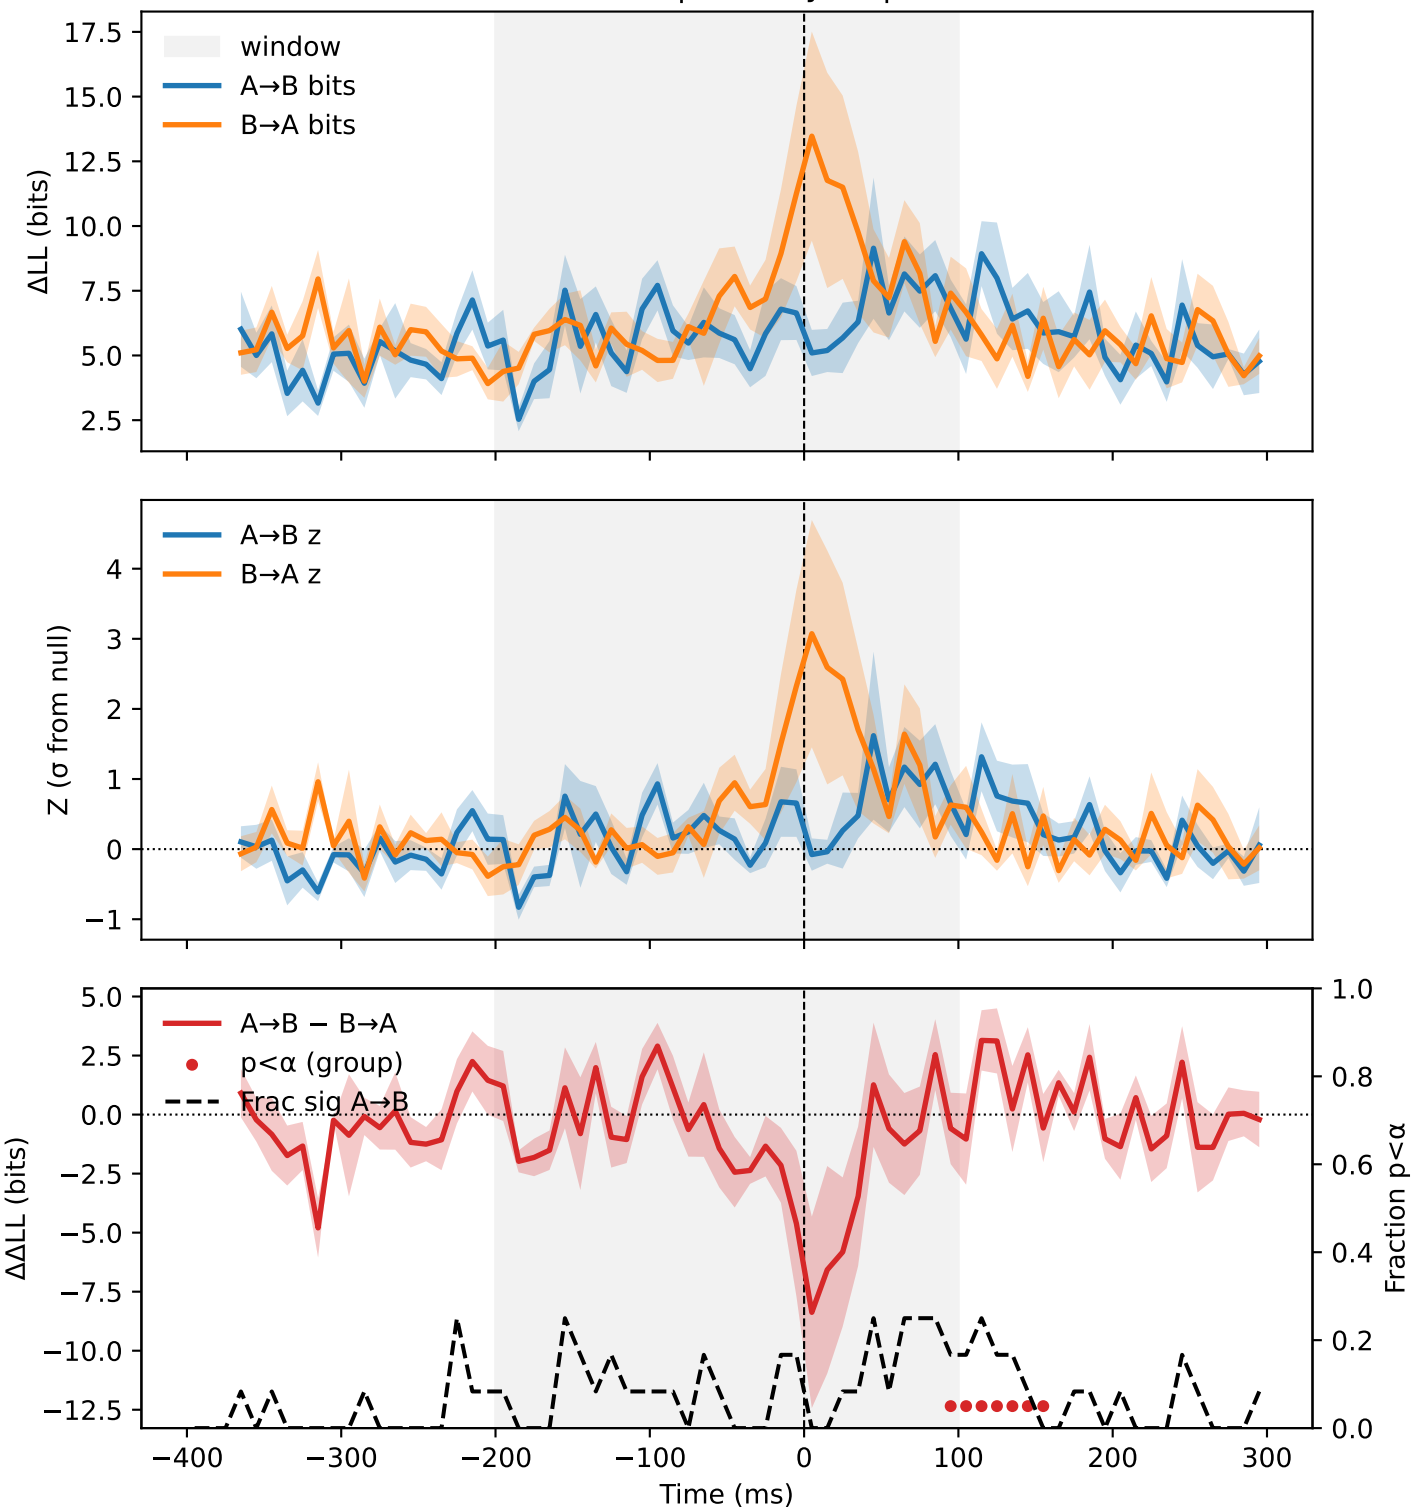 17.5
15.0
12.5
10.0
7.5
5.0
2.5
ΔLL (bits)
window
A→B bits
B→A bits
4
3
2
1
0
−1
Z (σ from null)
A→B z
B→A z
5.0
2.5
0.0
−2.5
−5.0
−7.5
−10.0
−12.5
ΔΔLL (bits)
A→B − B→A
p<α (group)
Frac sig A→B
1.0
0.8
0.6
0.4
0.2
0.0
Fraction p<α
−400 −300 −200 −100 0 100 200 300
Time (ms)